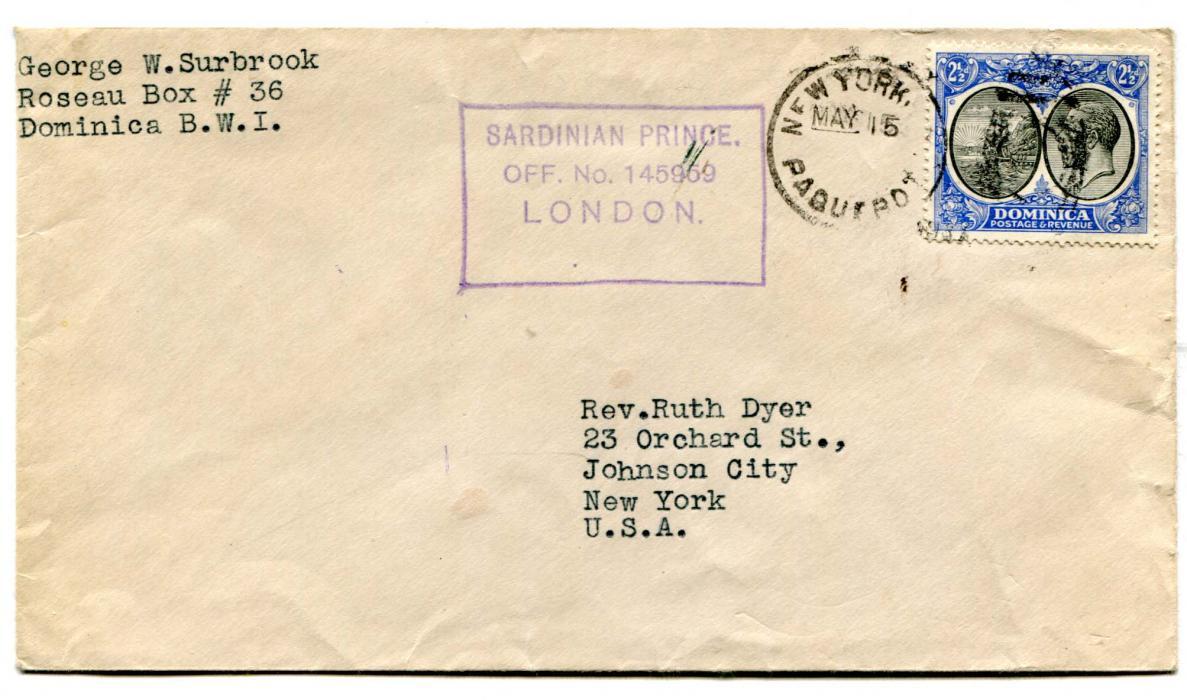 George W.Surbrook
Roseau Box # 36
Dominica B.W.I.
SARDINIAN PRINCE.
OFF. No. 145959
LONDON.
NEW YORK.
MAY 15
PAQUEBOT
2½ 2½
DOMINICA
POSTAGE & REVENUE
Rev.Ruth Dyer
23 Orchard St.,
Johnson City
New York
U.S.A.